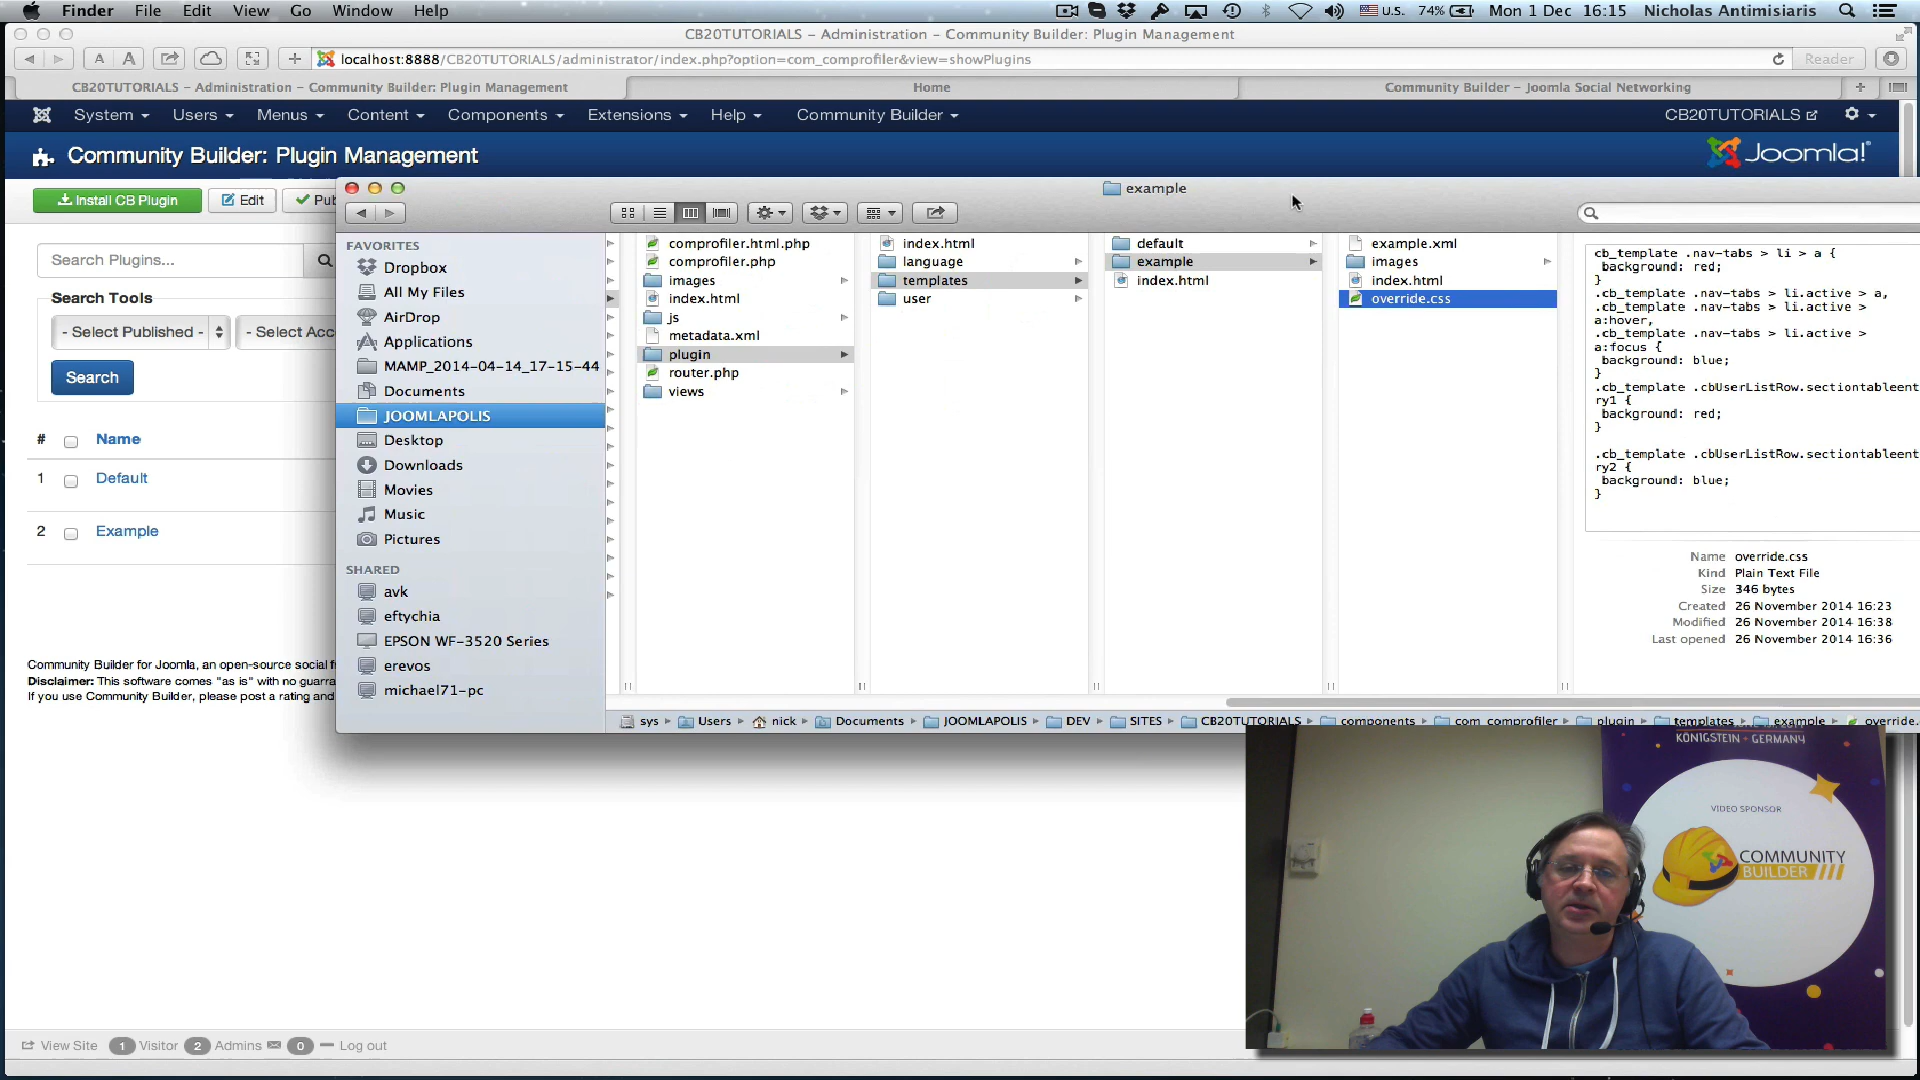 Finder File Edit View Go Window Help
U.S. 74% Mon 1 Dec 16:15 Nicholas Antimisiaris
CB20TUTORIALS – Administration – Community Builder: Plugin Management
A A localhost:8888/CB20TUTORIALS/administrator/index.php?option=com_comprofiler&view=showPlugins Reader
CB20TUTORIALS – Administration – Community Builder: Plugin Management Home Community Builder – Joomla Social Networking
System Users Menus Content Components Extensions Help Community Builder CB20TUTORIALS
Community Builder: Plugin Management Joomla!
Install CB Plugin Edit Pu
Search Plugins...
Search Tools
- Select Published - - Select Acc
Search
# Name
1 Default
2 Example
Community Builder for Joomla, an open-source social f
Disclaimer: This software comes "as is" with no guarra
If you use Community Builder, please post a rating and
example
FAVORITES
Dropbox
All My Files
AirDrop
Applications
MAMP_2014-04-14_17-15-44
Documents
JOOMLAPOLIS
Desktop
Downloads
Movies
Music
Pictures
SHARED
avk
eftychia
EPSON WF-3520 Series
erevos
michael71-pc
comprofiler.html.php
comprofiler.php
images
index.html
js
metadata.xml
plugin
router.php
views
index.html
language
templates
user
default
example
index.html
example.xml
images
index.html
override.css
cb_template .nav-tabs > li > a {
background: red;
}
.cb_template .nav-tabs > li.active > a,
.cb_template .nav-tabs > li.active >
a:hover,
.cb_template .nav-tabs > li.active >
a:focus {
background: blue;
}
.cb_template .cbUserListRow.sectiontableent
ry1 {
background: red;
}
.cb_template .cbUserListRow.sectiontableent
ry2 {
background: blue;
}
Name override.css
Kind Plain Text File
Size 346 bytes
Created 26 November 2014 16:23
Modified 26 November 2014 16:38
Last opened 26 November 2014 16:36
sys Users nick Documents JOOMLAPOLIS DEV SITES CB20TUTORIALS components com_comprofiler plugin templates example override.
KÖNIGSTEIN • GERMANY
VIDEO SPONSOR
COMMUNITY
BUILDER
View Site 1 Visitor 2 Admins 0 Log out